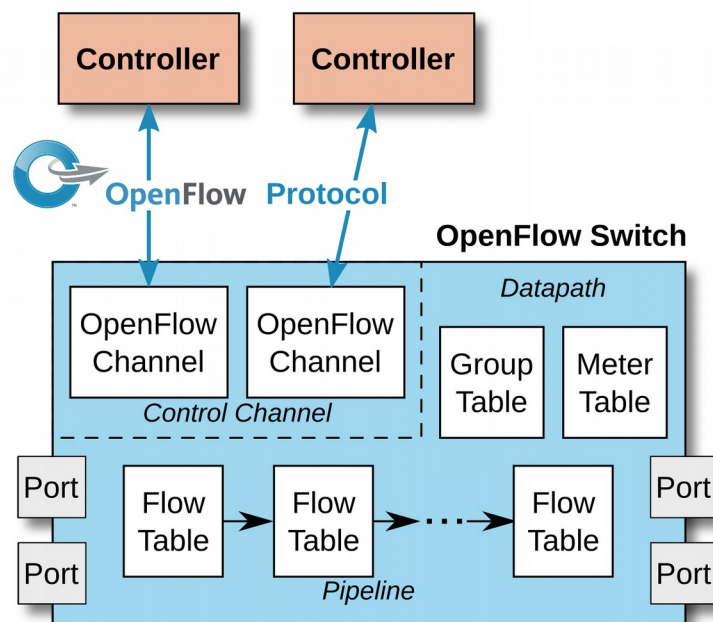 Controller
Controller
OpenFlow Protocol
™
OpenFlow Switch
OpenFlow
Channel
OpenFlow
Channel
Control Channel
Datapath
Group
Table
Meter
Table
Port
Port
Flow
Table
Flow
Table
...
Flow
Table
Pipeline
Port
Port